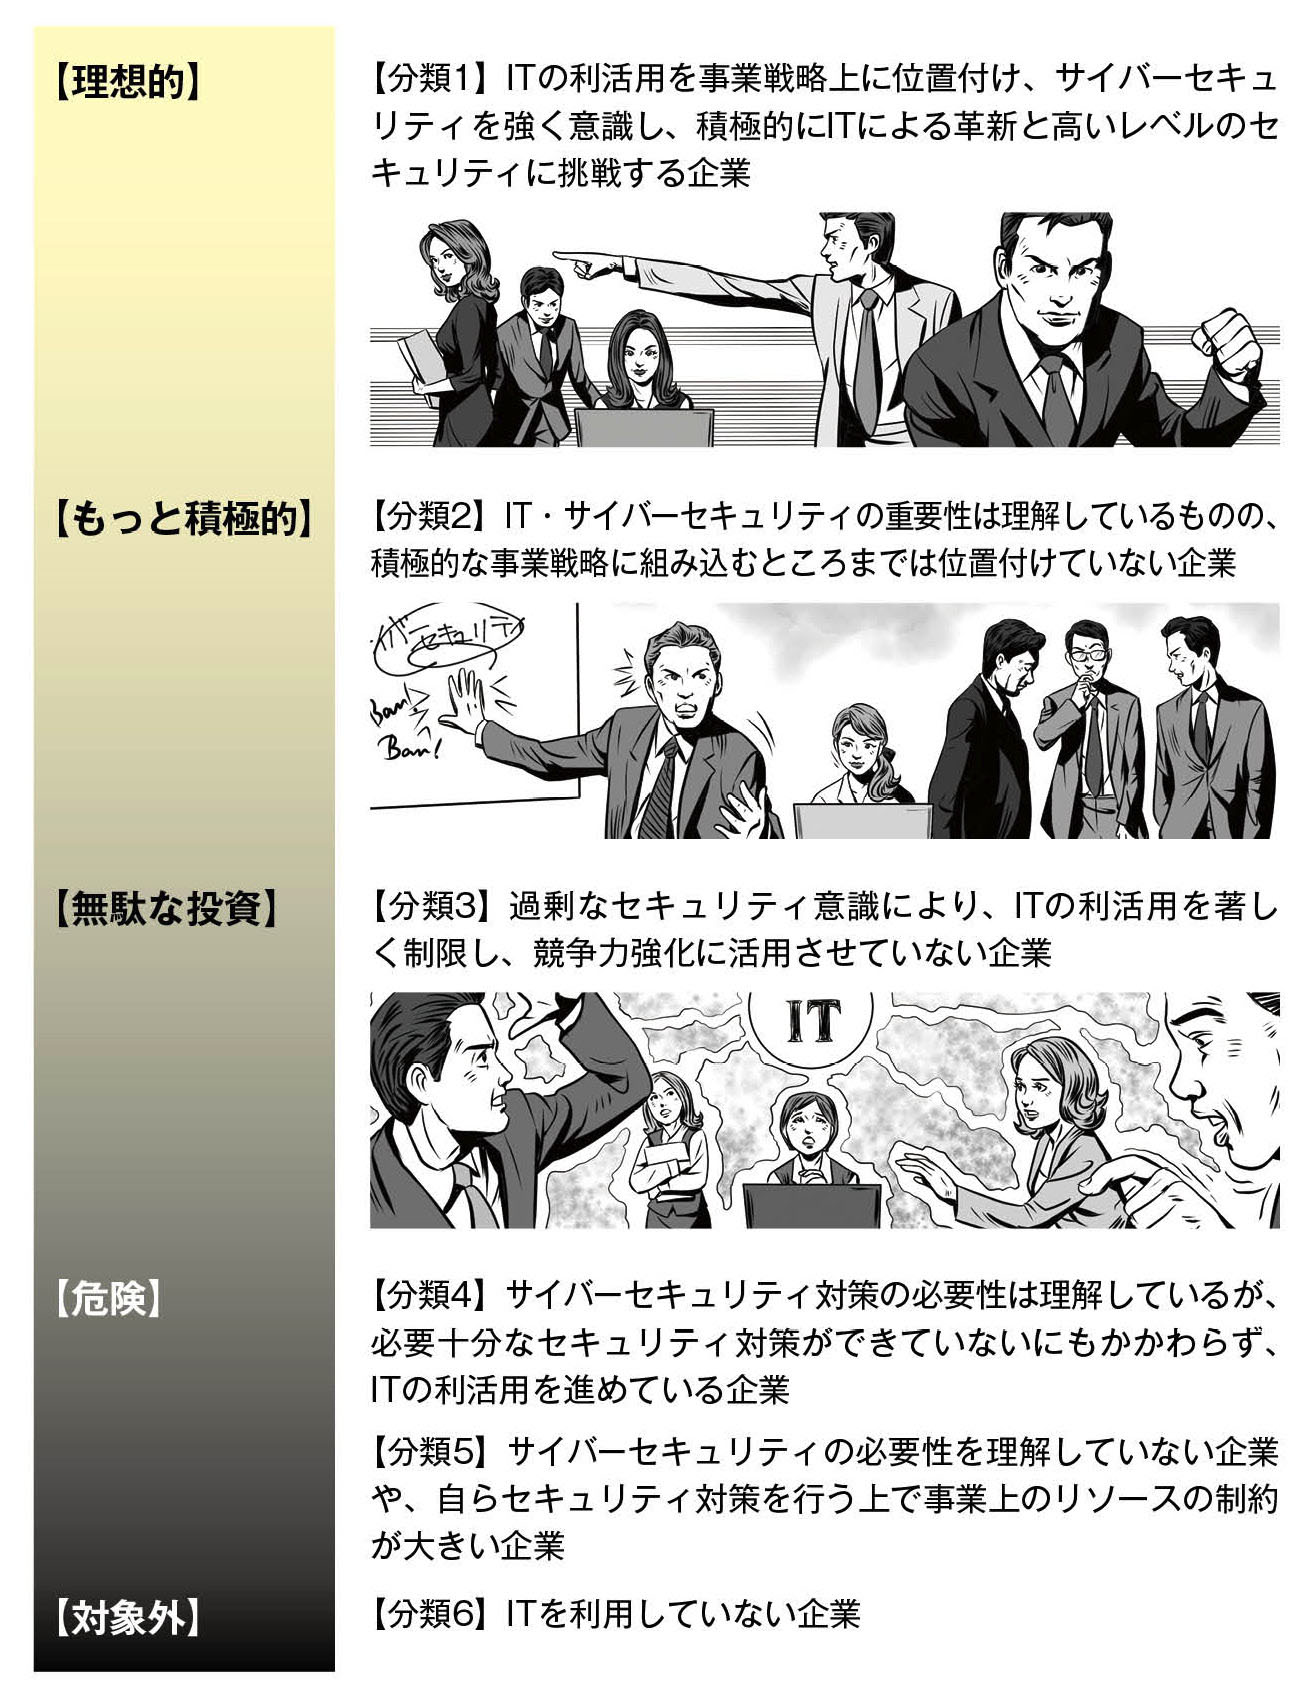 【理想的】
【分類1】ITの利活用を事業戦略上に位置付け、サイバーセキュ
リティを強く意識し、積極的にITによる革新と高いレベルのセ
キュリティに挑戦する企業
【もっと積極的】
【分類2】IT・サイバーセキュリティの重要性は理解しているものの、
積極的な事業戦略に組み込むところまでは位置付けていない企業
イバーセキュリティ
Ban!
Ban!
【無駄な投資】
【分類3】過剰なセキュリティ意識により、ITの利活用を著し
く制限し、競争力強化に活用させていない企業
IT
【危険】
【分類4】サイバーセキュリティ対策の必要性は理解しているが、
必要十分なセキュリティ対策ができていないにもかかわらず、
ITの利活用を進めている企業
【分類5】サイバーセキュリティの必要性を理解していない企業
や、自らセキュリティ対策を行う上で事業上のリソースの制約
が大きい企業
【対象外】
【分類6】ITを利用していない企業